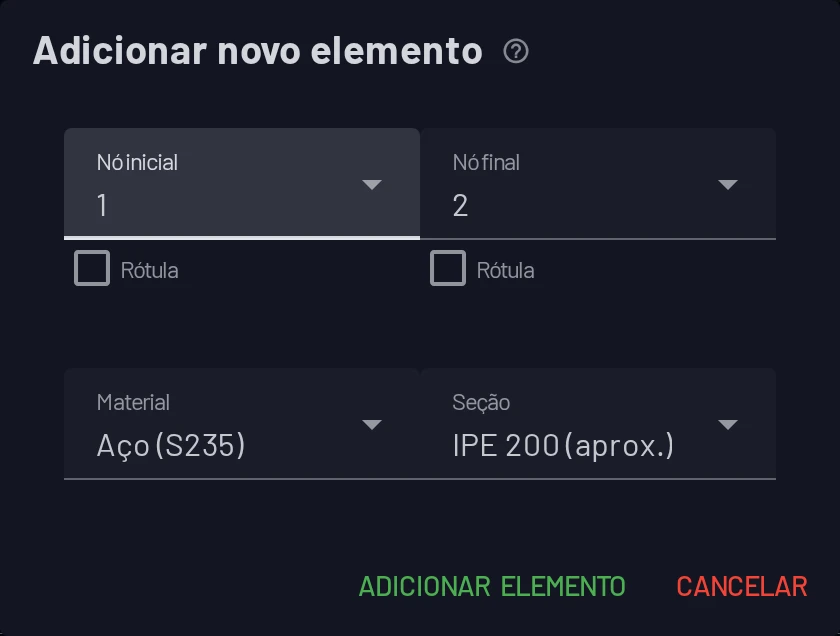 Adicionar novo elemento ?
Nó inicial
1
Nó final
2
Rótula
Rótula
Material
Aço (S235)
Seção
IPE 200 (aprox.)
ADICIONAR ELEMENTO CANCELAR